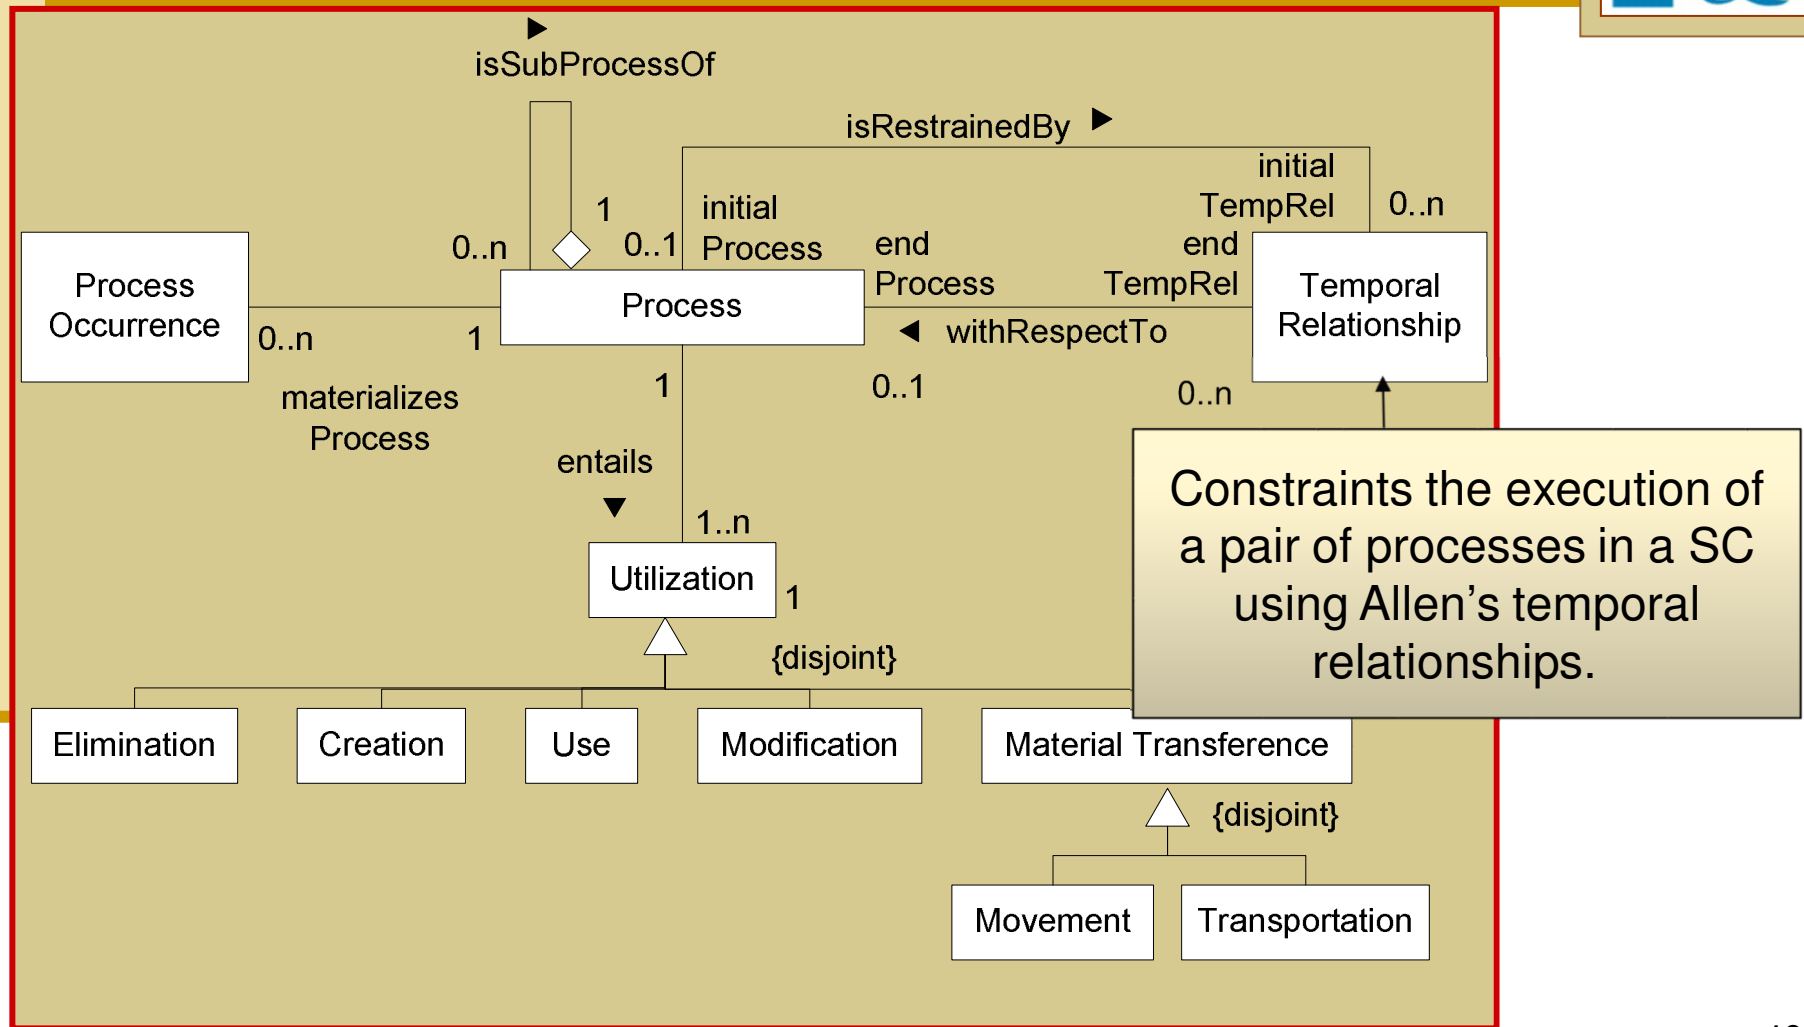 isSubProcessOf
isRestrainedBy
initial
TempRel
0..n
1
initial
Process
0..n
0..1
end
Process
end
TempRel
Process
Occurrence
Process
Temporal
Relationship
0..n
1
withRespectTo
materializes
Process
1
0..1
0..n
entails
1..n
Utilization
1
{disjoint}
Constraints the execution of
a pair of processes in a SC
using Allen's temporal
relationships.
Elimination
Creation
Use
Modification
Material Transference
{disjoint}
Movement
Transportation